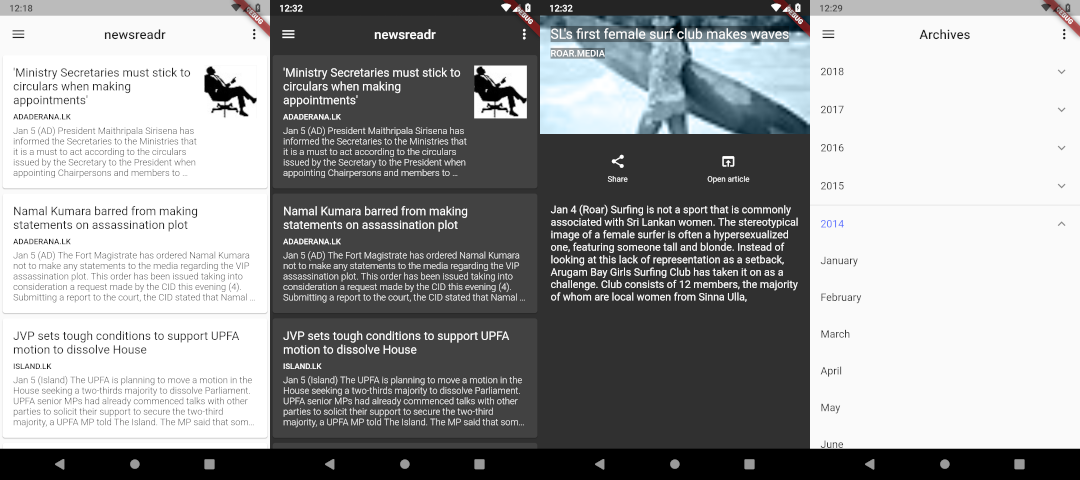 12:18
DEBUG
newsreadr
'Ministry Secretaries must stick to
circulars when making
appointments'
ADADERANA.LK
Jan 5 (AD) President Maithripala Sirisena has
informed the Secretaries to the Ministries that
it is a must to act according to the circulars
issued by the Secretary to the President when
appointing Chairpersons and members to ...
Namal Kumara barred from making
statements on assassination plot
ADADERANA.LK
Jan 5 (AD) The Fort Magistrate has ordered Namal Kumara
not to make any statements to the media regarding the VIP
assassination plot. This order has been issued taking into
consideration a request made by the CID this evening (4).
Submitting a report to the court, the CID stated that Namal ...
JVP sets tough conditions to support UPFA
motion to dissolve House
ISLAND.LK
Jan 5 (Island) The UPFA is planning to move a motion in the
House seeking a two-thirds majority to dissolve Parliament.
UPFA senior MPs had already commenced talks with other
parties to solicit their support to secure the two-third
majority, a UPFA MP told The Island. The MP said that som...
12:32
DEBUG
newsreadr
'Ministry Secretaries must stick to
circulars when making
appointments'
ADADERANA.LK
Jan 5 (AD) President Maithripala Sirisena has
informed the Secretaries to the Ministries that
it is a must to act according to the circulars
issued by the Secretary to the President when
appointing Chairpersons and members to ...
Namal Kumara barred from making
statements on assassination plot
ADADERANA.LK
Jan 5 (AD) The Fort Magistrate has ordered Namal Kumara
not to make any statements to the media regarding the VIP
assassination plot. This order has been issued taking into
consideration a request made by the CID this evening (4).
Submitting a report to the court, the CID stated that Namal ...
JVP sets tough conditions to support UPFA
motion to dissolve House
ISLAND.LK
Jan 5 (Island) The UPFA is planning to move a motion in the
House seeking a two-thirds majority to dissolve Parliament.
UPFA senior MPs had already commenced talks with other
parties to solicit their support to secure the two-third
majority, a UPFA MP told The Island. The MP said that som...
12:32
DEBUG
SL's first female surf club makes waves
ROAR.MEDIA
Share
Open article
Jan 4 (Roar) Surfing is not a sport that is commonly
associated with Sri Lankan women. The stereotypical
image of a female surfer is often a hypersexualized
one, featuring someone tall and blonde. Instead of
looking at this lack of representation as a setback,
Arugam Bay Girls Surfing Club has taken it on as a
challenge. Club consists of 12 members, the majority
of whom are local women from Sinna Ulla,
12:29
DEBUG
Archives
2018
2017
2016
2015
2014
January
February
March
April
May
June